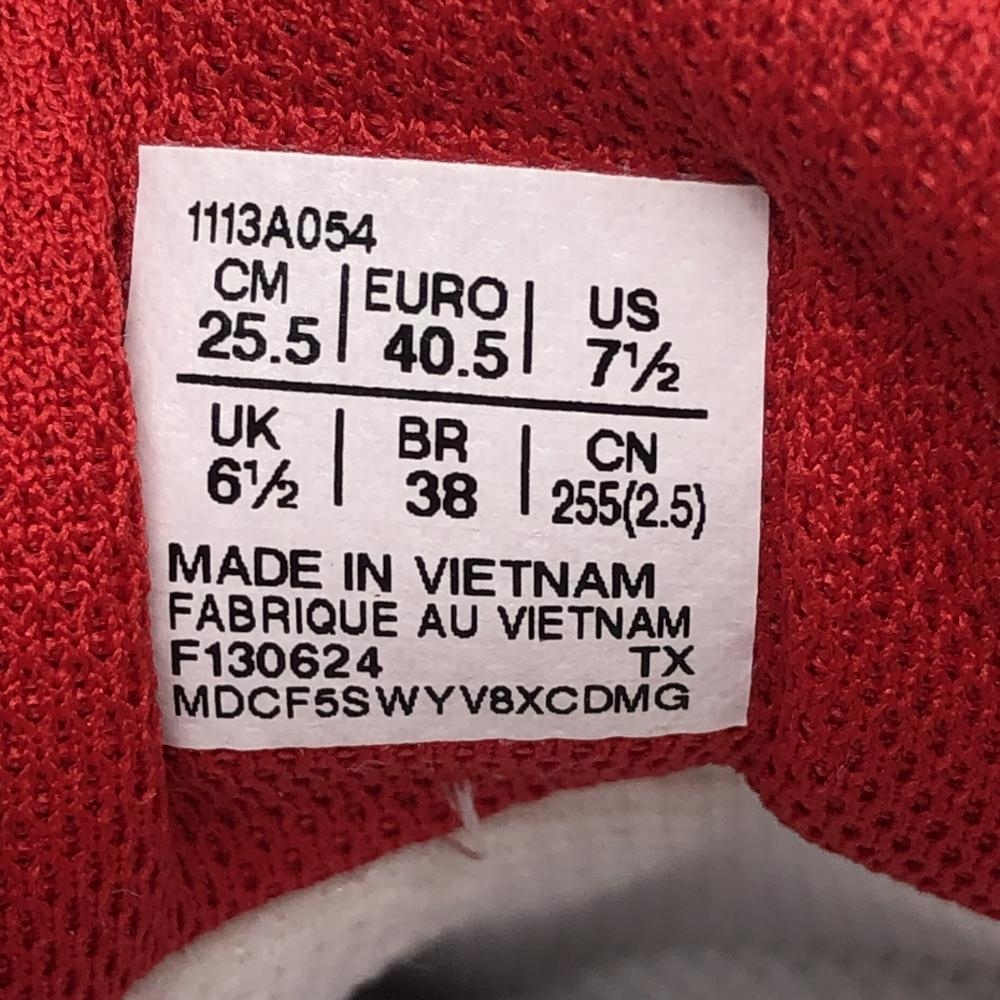 1113A054
CM | EURO | US
25.5 | 40.5 | 7½
UK | BR | CN
6½ | 38 | 255(2.5)
MADE IN VIETNAM
FABRIQUE AU VIETNAM
F130624 TX
MDCF5SWYV8XCDMG